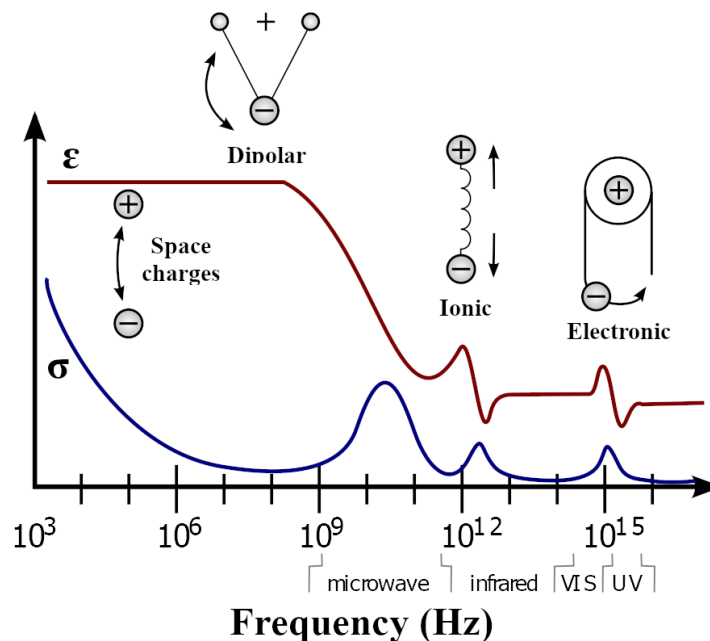 +
Dipolar
ε
+
Space
charges
−
σ
+
−
Ionic
+
−
Electronic
−
10³ 10⁶ 10⁹ 10¹² 10¹⁵
microwave infrared VIS UV
Frequency (Hz)